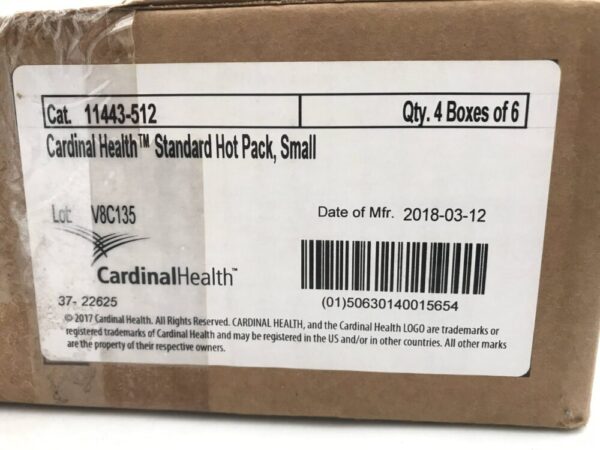 Cat. 11443-512 Qty. 4 Boxes of 6
Cardinal Health™ Standard Hot Pack, Small
Lot: V8C135 Date of Mfr. 2018-03-12
CardinalHealth™
37- 22625 (01)50630140015654
© 2017 Cardinal Health. All Rights Reserved. CARDINAL HEALTH, and the Cardinal Health LOGO are trademarks or
registered trademarks of Cardinal Health and may be registered in the US and/or in other countries. All other marks
are the property of their respective owners.